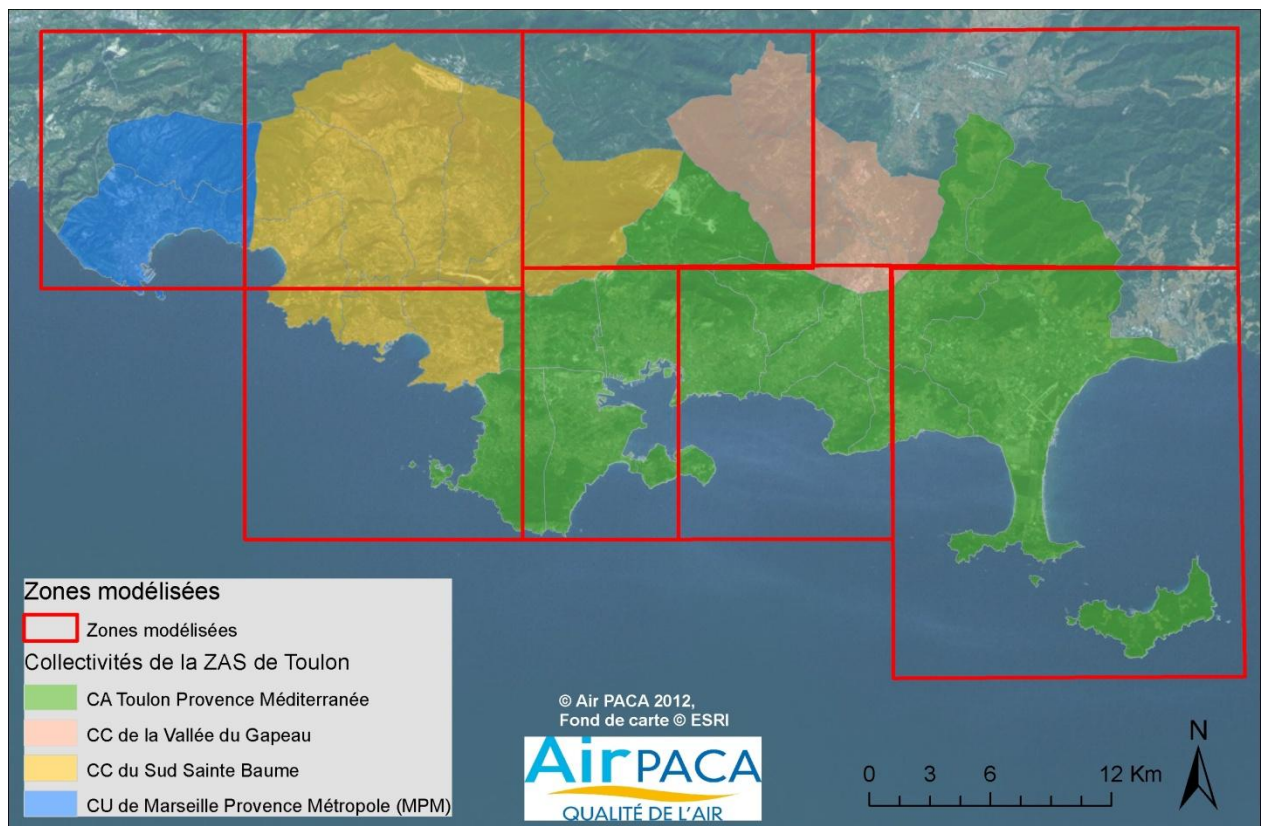 Zones modélisées
Zones modélisées
Collectivités de la ZAS de Toulon
CA Toulon Provence Méditerranée
CC de la Vallée du Gapeau
CC du Sud Sainte Baume
CU de Marseille Provence Métropole (MPM)
© Air PACA 2012,
Fond de carte © ESRI
AirPACA
QUALITÉ DE L'AIR
N
0 3 6 12 Km